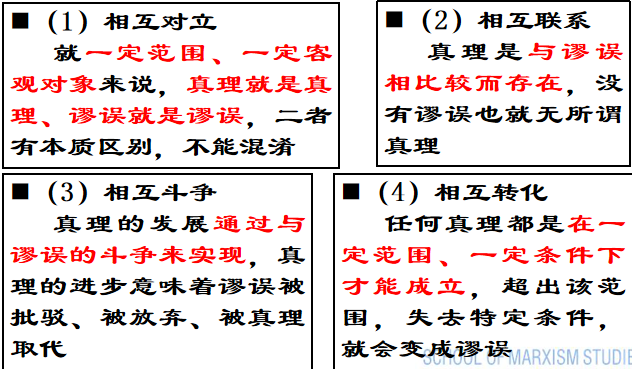 ■ (1) 相互对立
就一定范围、一定客
观对象来说，真理就是真
理、谬误就是谬误，二者
有本质区别，不能混淆
■ (2) 相互联系
真理是与谬误
相比较而存在，没
有谬误也就无所谓
真理
■ (3) 相互斗争
真理的发展通过与
谬误的斗争来实现，真
理的进步意味着谬误被
批驳、被放弃、被真理
取代
■ (4) 相互转化
任何真理都是在一
定范围、一定条件下
才能成立，超出该范
围，失去特定条件，
就会变成谬误
SCHOOL OF MARXISM STUDIE